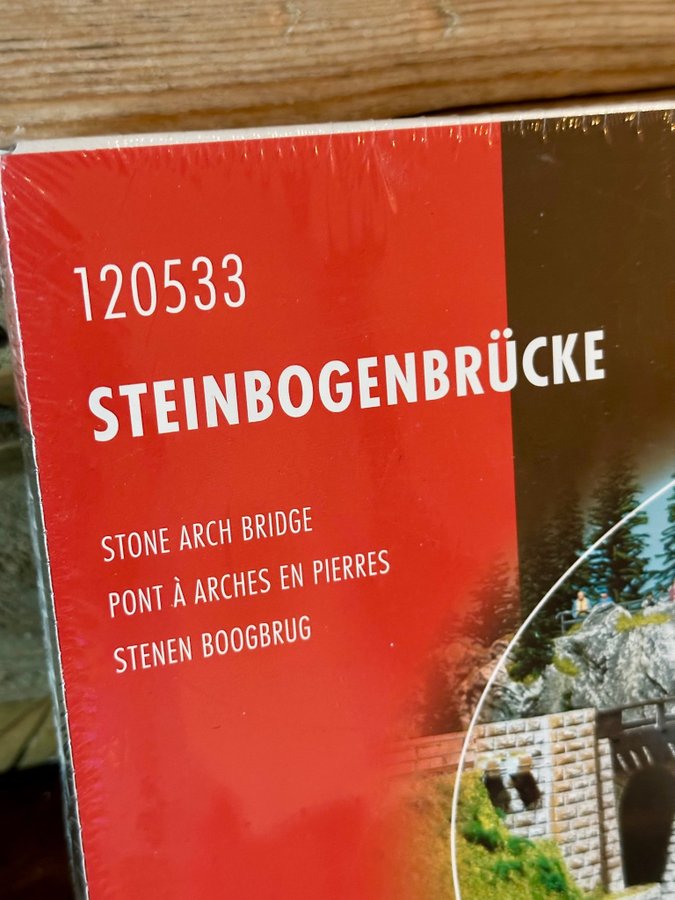 120533
STEINBOGENBRÜCKE
STONE ARCH BRIDGE
PONT À ARCHES EN PIERRES
STENEN BOOGBRUG